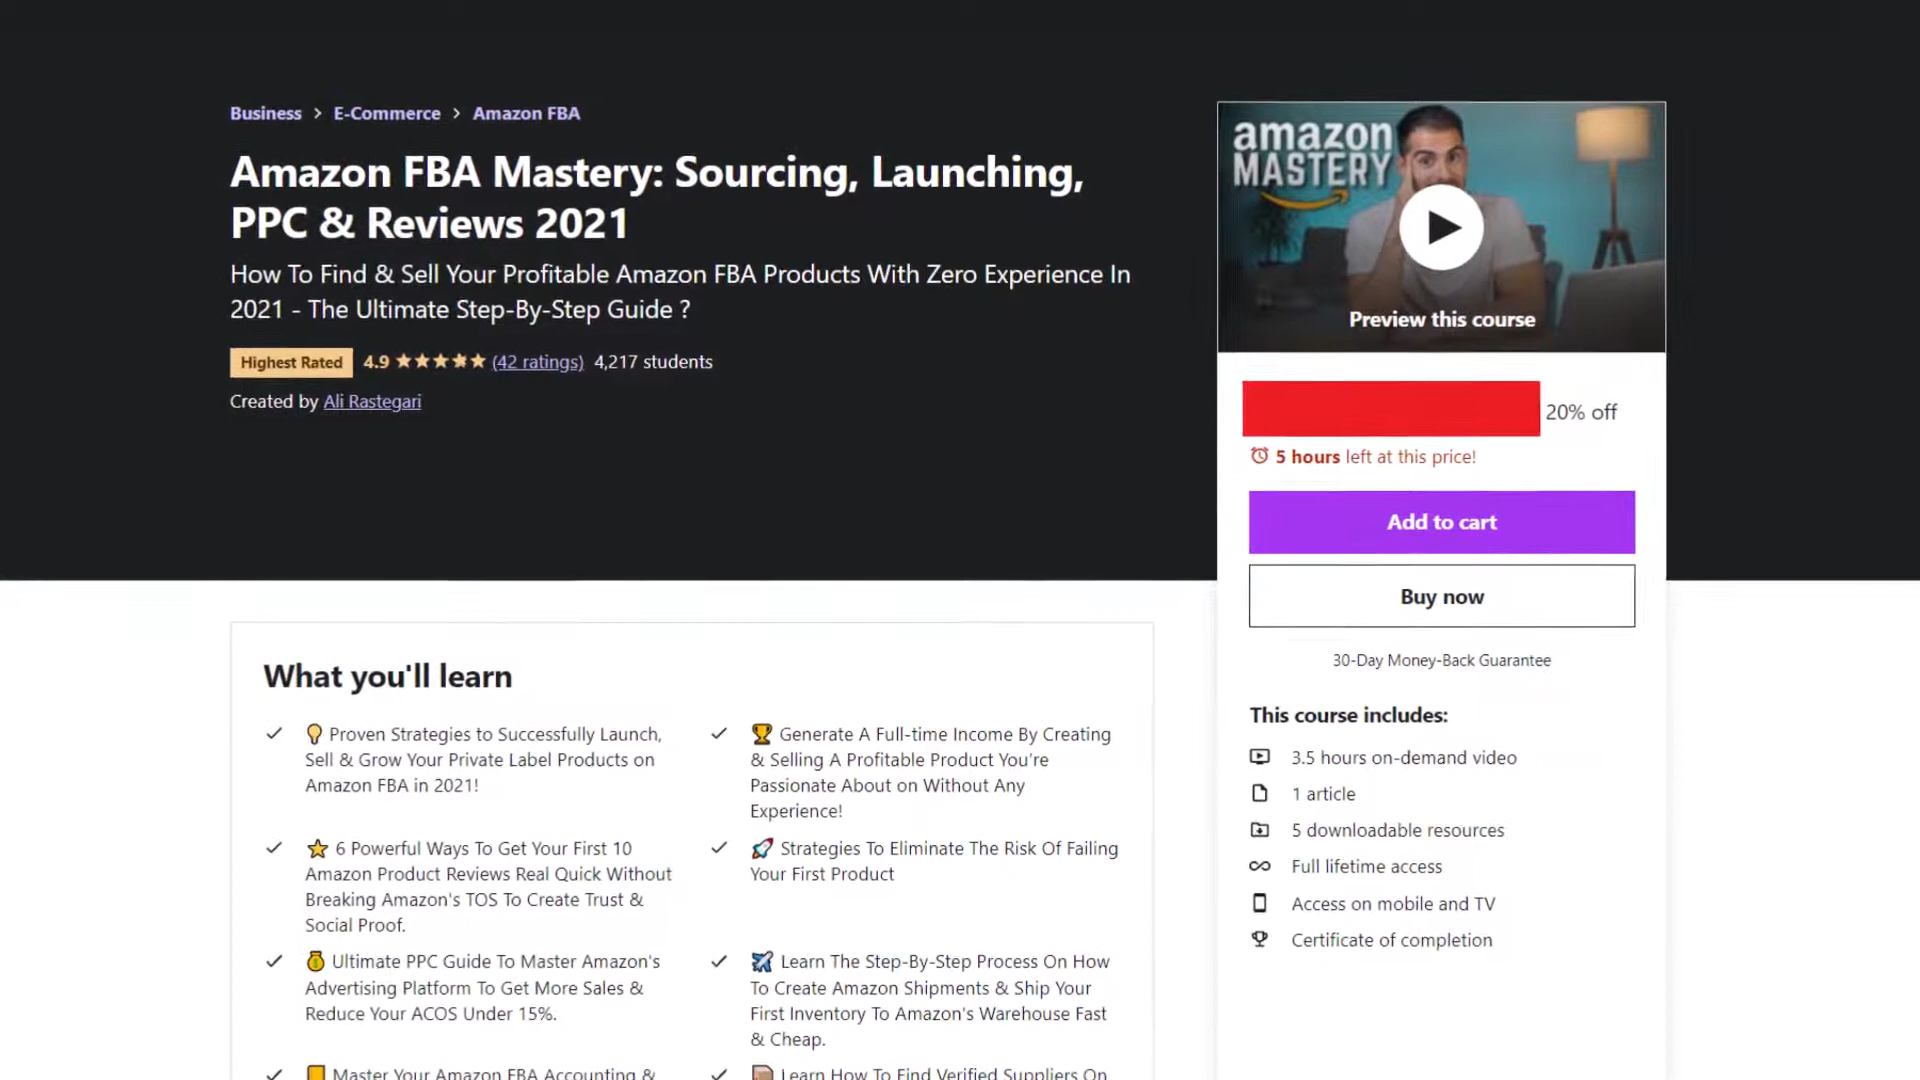 Business > E-Commerce > Amazon FBA
Amazon FBA Mastery: Sourcing, Launching,
PPC & Reviews 2021
How To Find & Sell Your Profitable Amazon FBA Products With Zero Experience In
2021 - The Ultimate Step-By-Step Guide ?
Highest Rated 4.9 (42 ratings) 4,217 students
Created by Ali Rastegari
amazon
MASTERY
Preview this course
20% off
5 hours left at this price!
Add to cart
Buy now
30-Day Money-Back Guarantee
This course includes:
3.5 hours on-demand video
1 article
5 downloadable resources
Full lifetime access
Access on mobile and TV
Certificate of completion
What you'll learn
Proven Strategies to Successfully Launch,
Sell & Grow Your Private Label Products on
Amazon FBA in 2021!
Generate A Full-time Income By Creating
& Selling A Profitable Product You're
Passionate About on Without Any
Experience!
6 Powerful Ways To Get Your First 10
Amazon Product Reviews Real Quick Without
Breaking Amazon's TOS To Create Trust &
Social Proof.
Strategies To Eliminate The Risk Of Failing
Your First Product
Ultimate PPC Guide To Master Amazon's
Advertising Platform To Get More Sales &
Reduce Your ACOS Under 15%.
Learn The Step-By-Step Process On How
To Create Amazon Shipments & Ship Your
First Inventory To Amazon's Warehouse Fast
& Cheap.
Master Your Amazon FBA Accounting &
Learn How To Find Verified Suppliers On